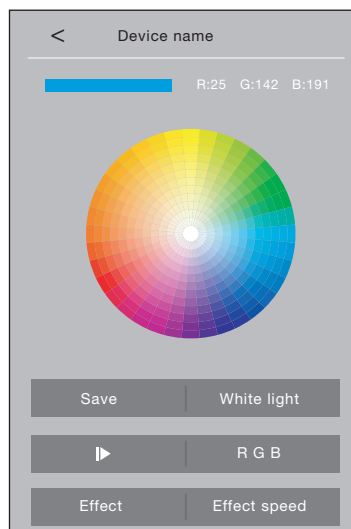 < Device name
R:25 G:142 B:191
Save White light
R G B
Effect Effect speed